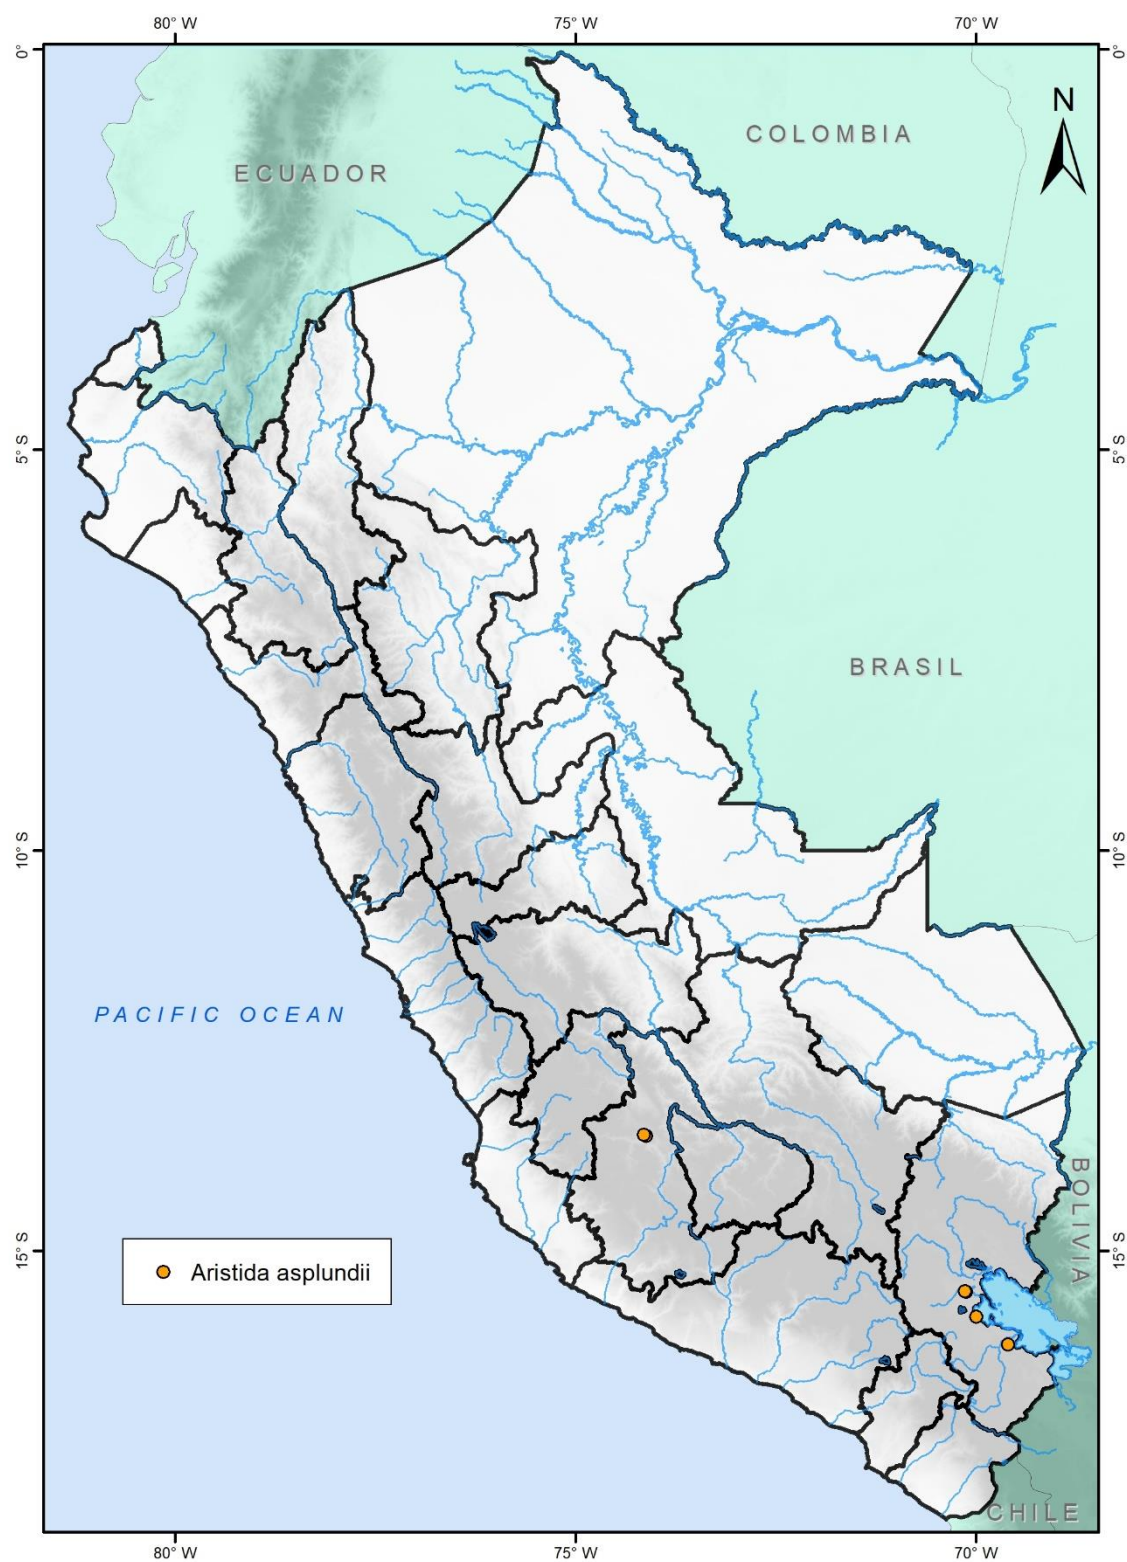 80° W 75° W 70° W
0° 0°
N
COLOMBIA
ECUADOR
5° S 5° S
BRASIL
10° S 10° S
PACIFIC OCEAN
BOLIVIA
15° S 15° S
Aristida asplundii
CHILE
80° W 75° W 70° W